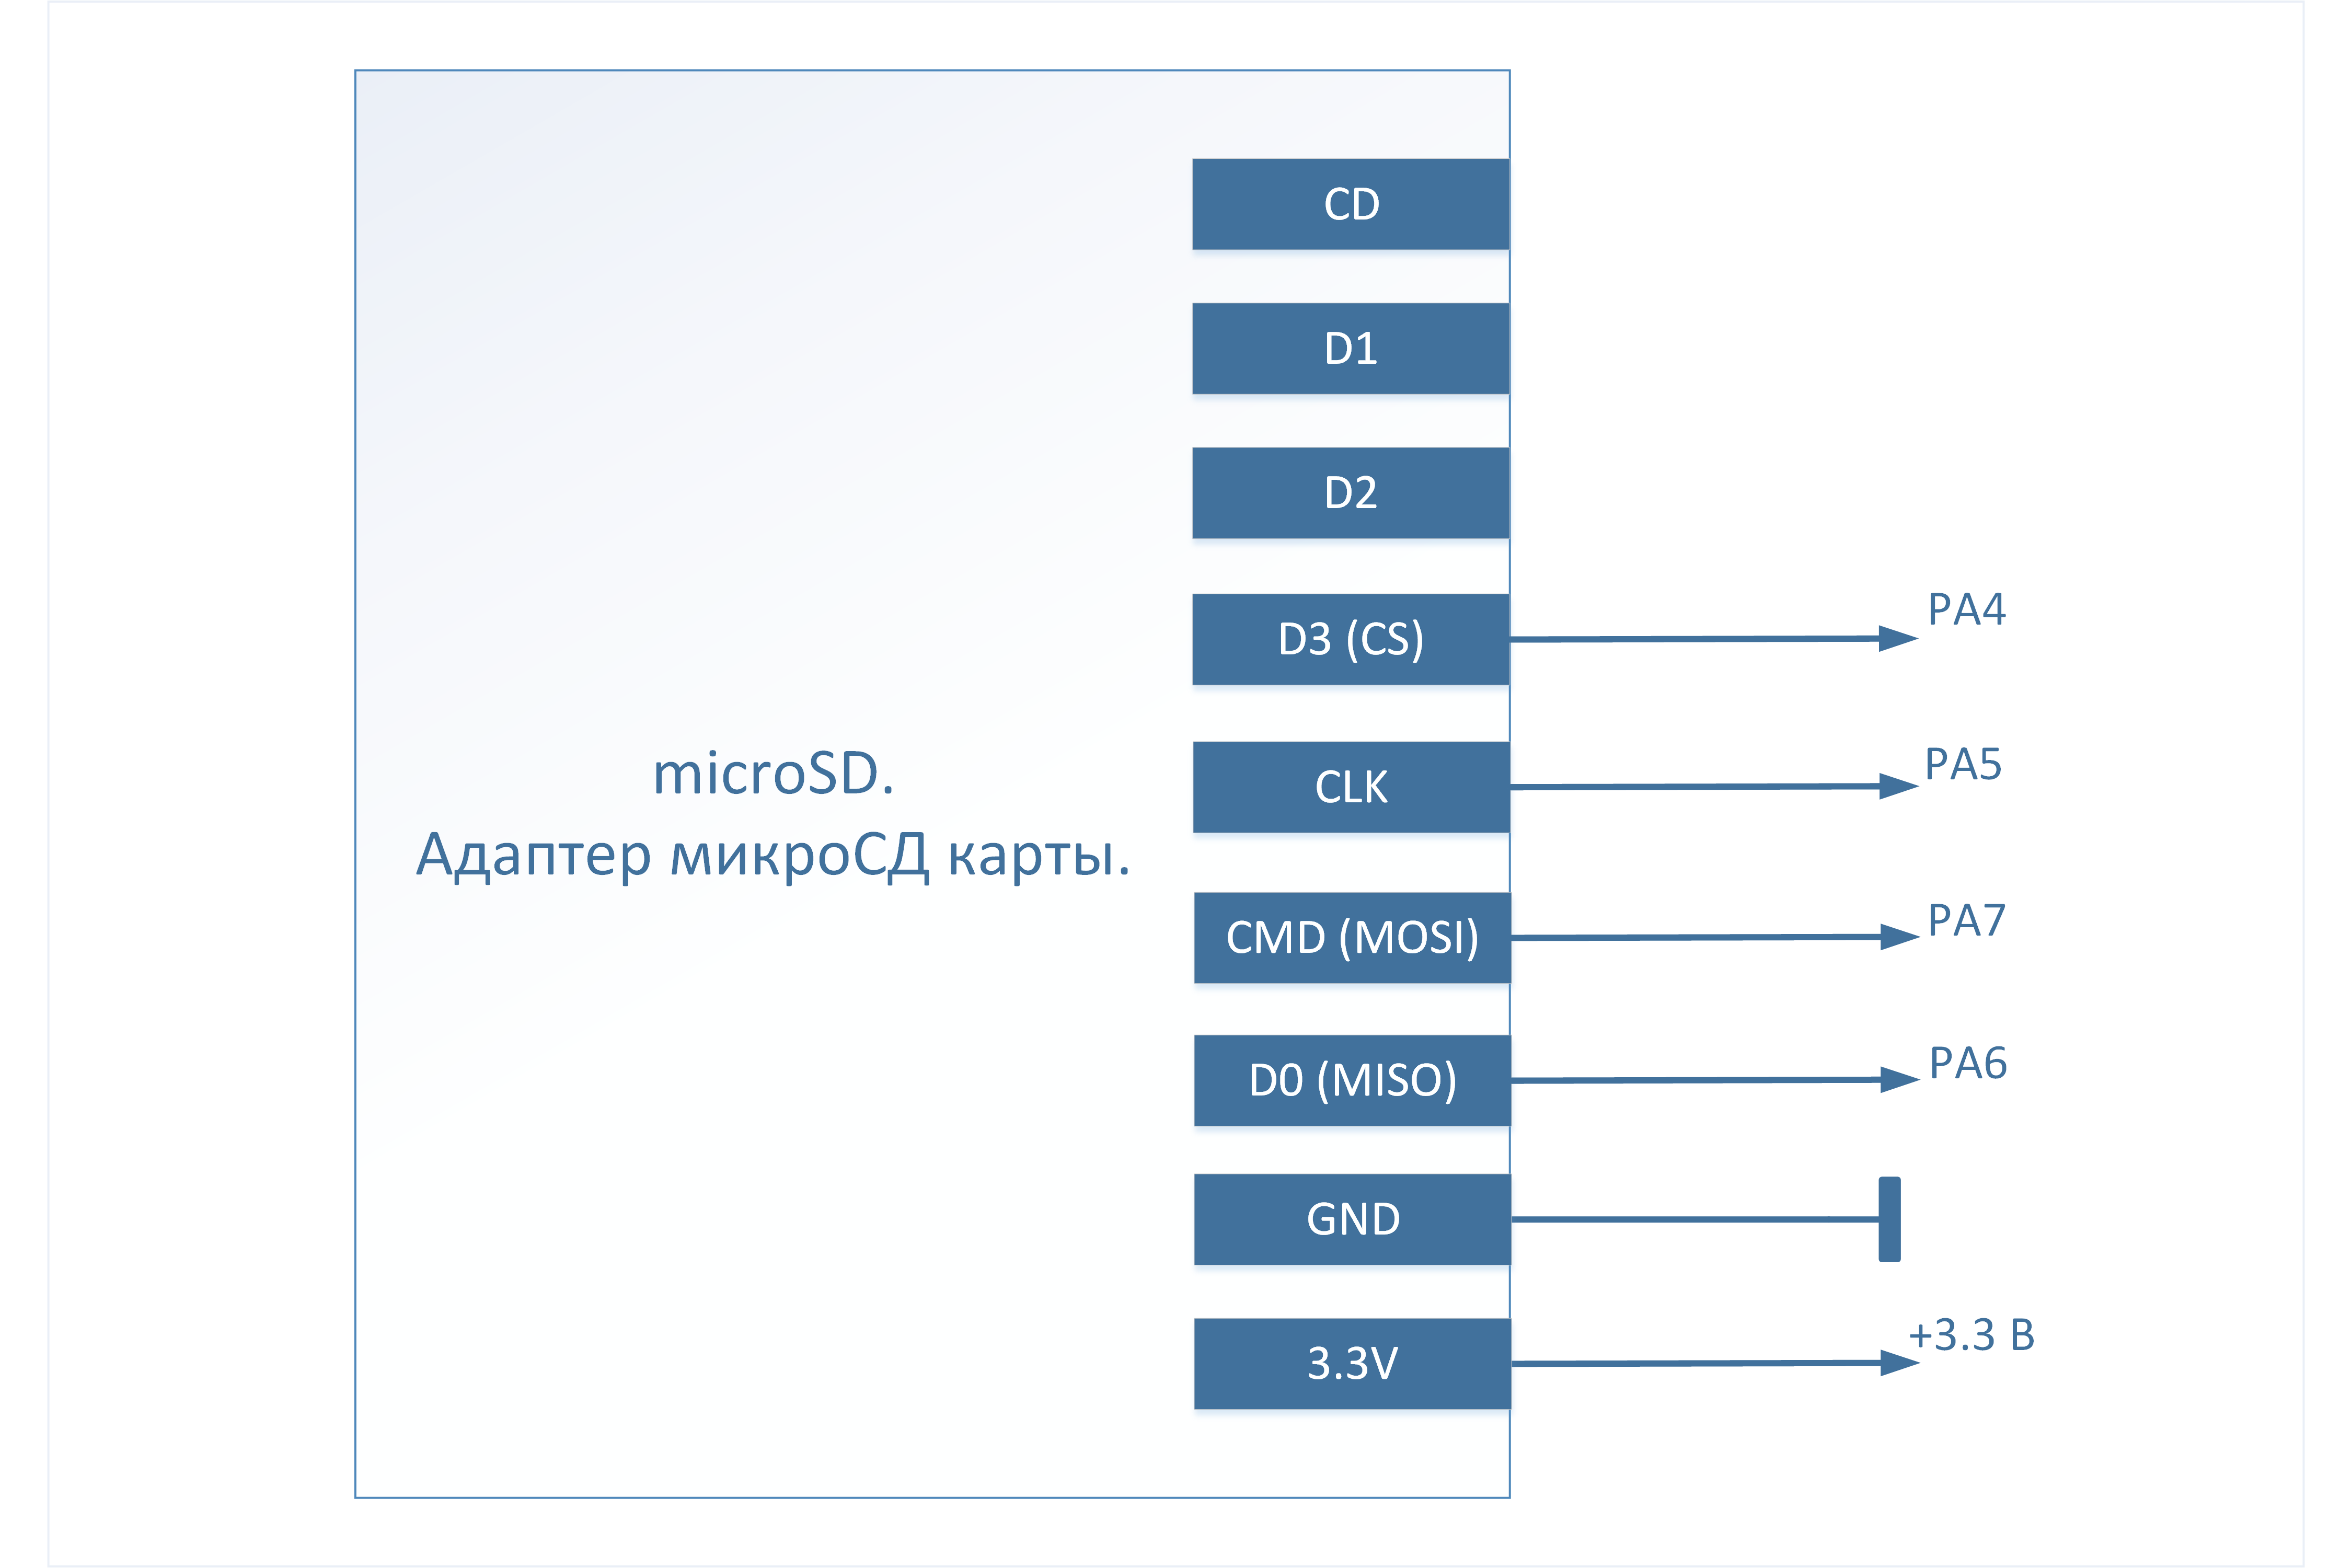 CD
D1
D2
D3 (CS)
PA4
microSD.
Адаптер микроСД карты.
CLK
PA5
CMD (MOSI)
PA7
D0 (MISO)
PA6
GND
3.3V
+3.3 В